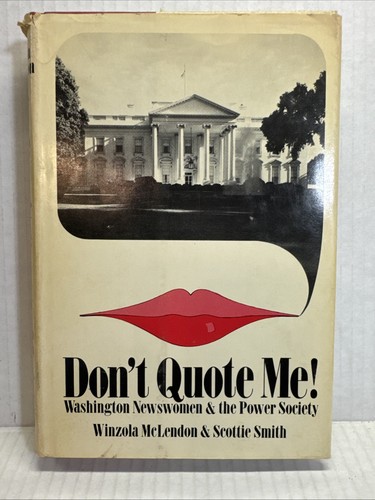 Don't Quote Me!
Washington Newswomen & the Power Society
Winzola McLendon & Scottie Smith